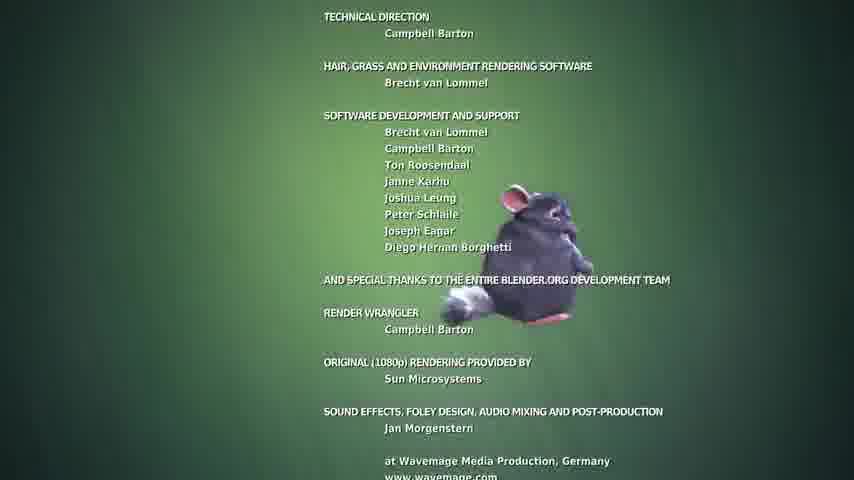 TECHNICAL DIRECTION
Campbell Barton
HAIR, GRASS AND ENVIRONMENT RENDERING SOFTWARE
Brecht van Lommel
SOFTWARE DEVELOPMENT AND SUPPORT
Brecht van Lommel
Campbell Barton
Ton Roosendaal
Janne Karhu
Joshua Leung
Peter Schlaile
Joseph Eagar
Diego Hernan Borghetti
AND SPECIAL THANKS TO THE ENTIRE BLENDER.ORG DEVELOPMENT TEAM
RENDER WRANGLER
Campbell Barton
ORIGINAL (1080p) RENDERING PROVIDED BY
Sun Microsystems
SOUND EFFECTS, FOLEY DESIGN, AUDIO MIXING AND POST-PRODUCTION
Jan Morgenstern
at Wavemage Media Production, Germany
www.wavemage.com